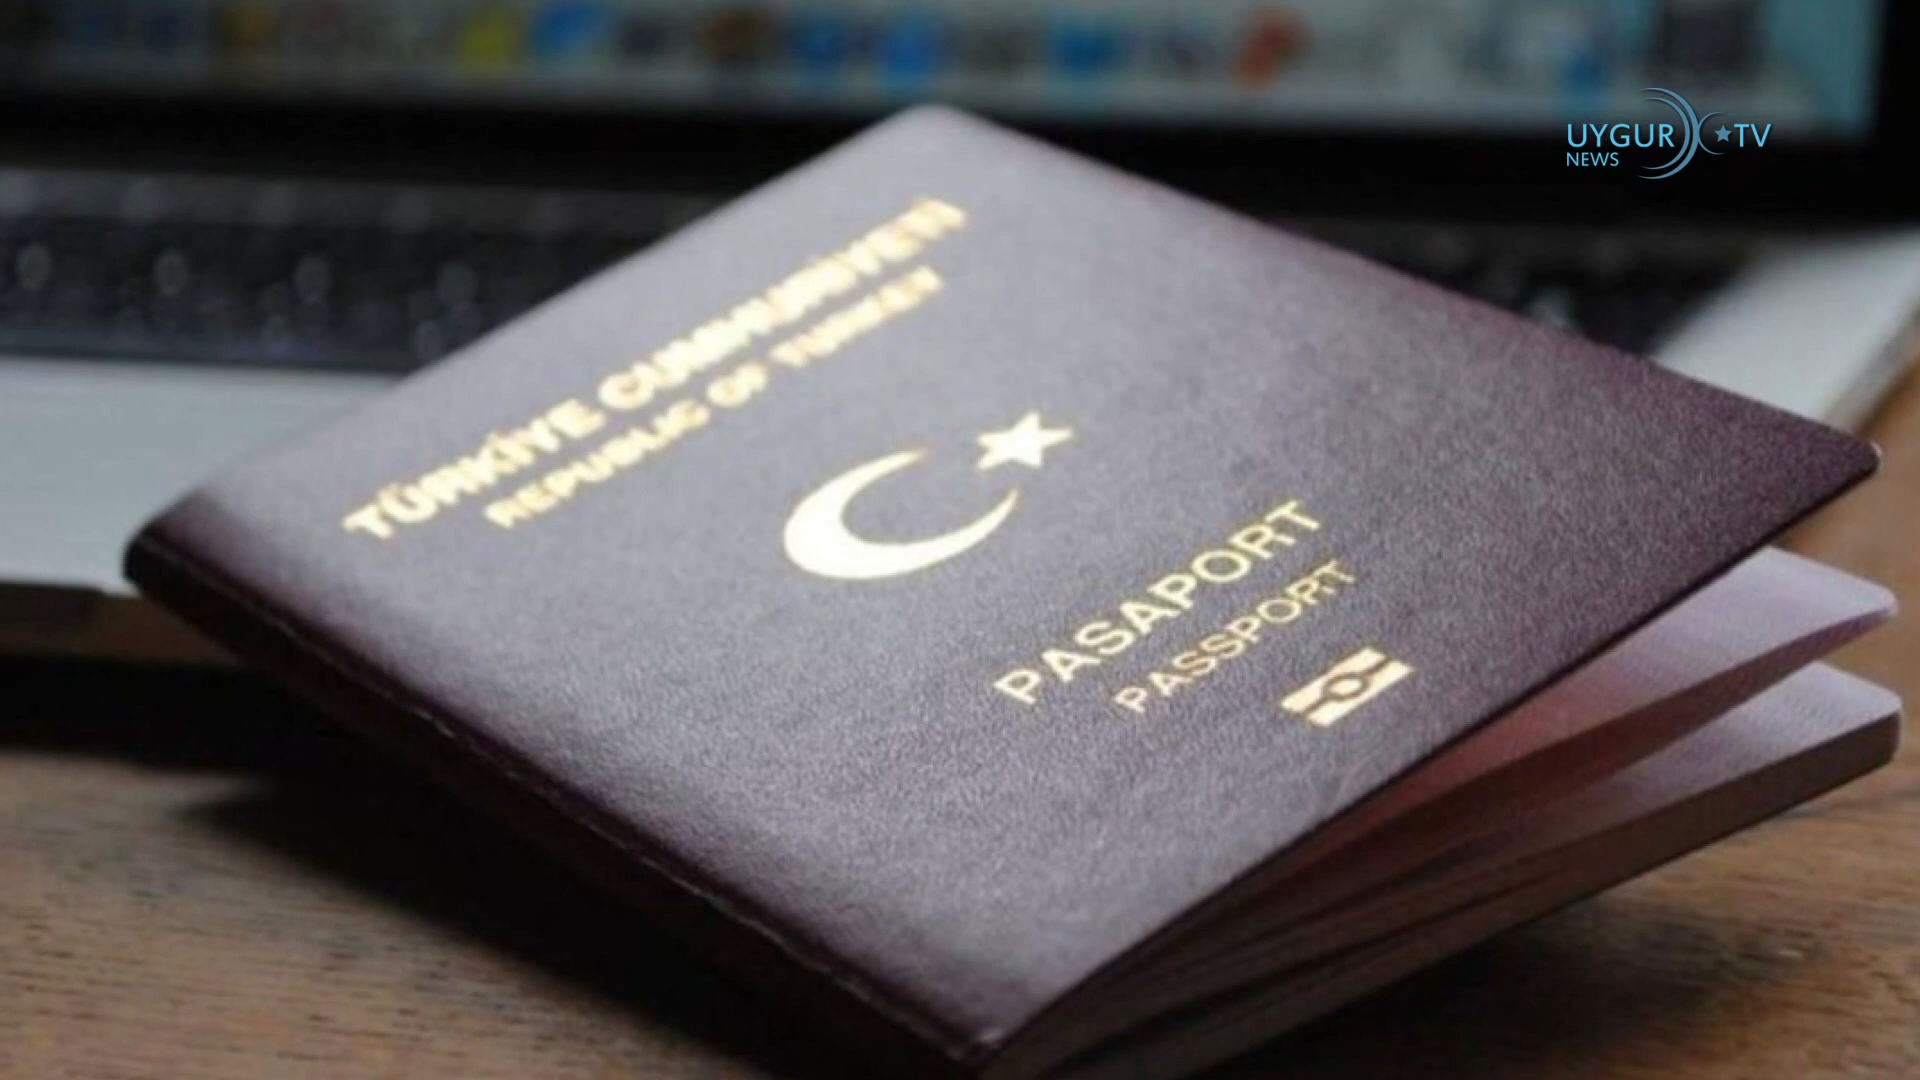 UYGUR TV
NEWS
TÜRKİYE CUMHURİYETİ
REPUBLIC OF TURKEY
PASAPORT
PASSPORT